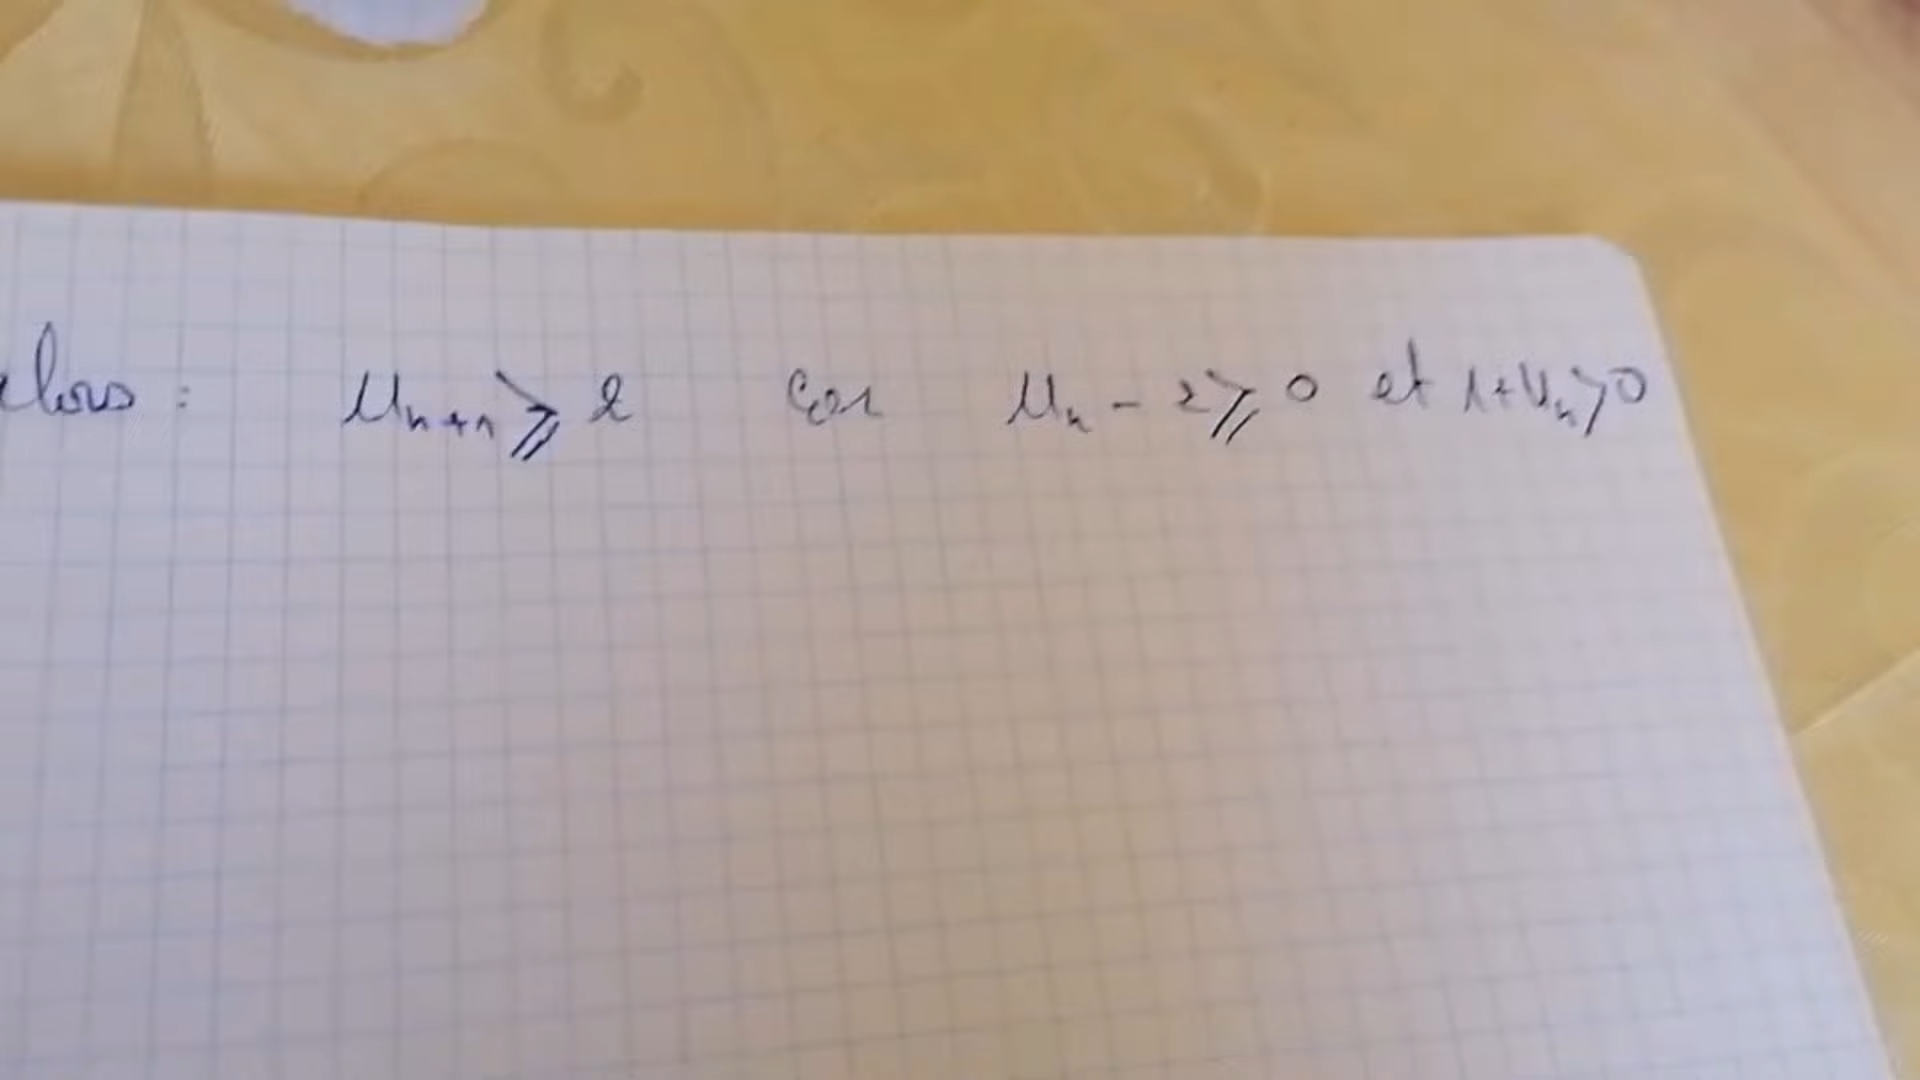 alors : Uₙ₊₁ ⩾ 2 car Uₙ - 2 ⩾ 0 et 1+Uₙ>0